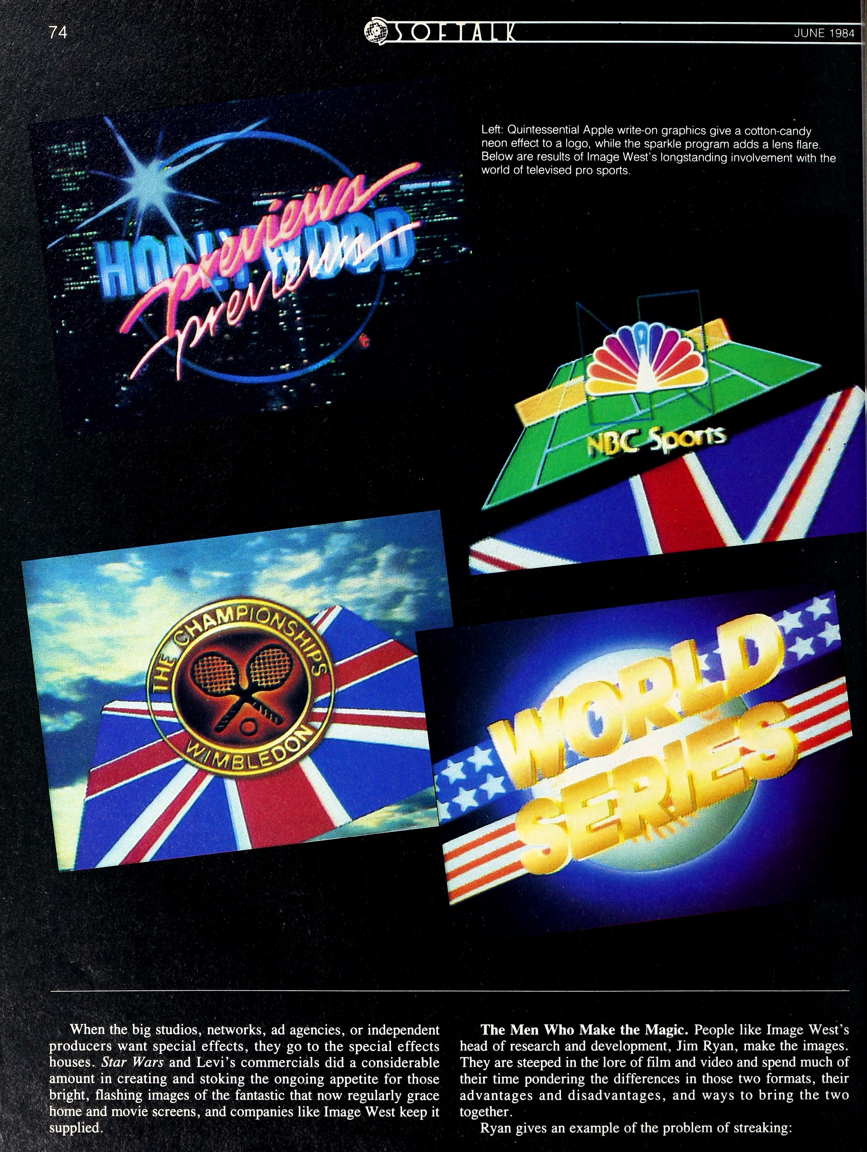 74
SOFTALK
JUNE 1984
Left: Quintessential Apple write-on graphics give a cotton-candy
neon effect to a logo, while the sparkle program adds a lens flare.
Below are results of Image West's longstanding involvement with the
world of televised pro sports.
HOLLYWOOD
previews
previews
NBC Sports
THE CHAMPIONSHIPS
WIMBLEDON
WORLD
SERIES
When the big studios, networks, ad agencies, or independent
producers want special effects, they go to the special effects
houses. Star Wars and Levi's commercials did a considerable
amount in creating and stoking the ongoing appetite for those
bright, flashing images of the fantastic that now regularly grace
home and movie screens, and companies like Image West keep it
supplied.
The Men Who Make the Magic. People like Image West's
head of research and development, Jim Ryan, make the images.
They are steeped in the lore of film and video and spend much of
their time pondering the differences in those two formats, their
advantages and disadvantages, and ways to bring the two
together.
Ryan gives an example of the problem of streaking: